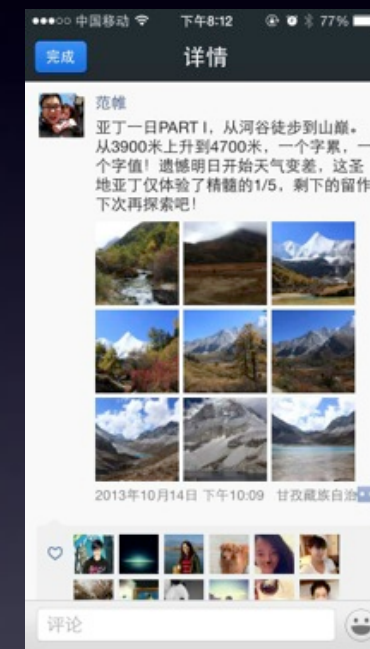 中国移动 下午8:12 77%
完成 详情
范帷
亚丁一日PART I，从河谷徒步到山巅。
从3900米上升到4700米，一个字累，一
个字值！遗憾明日开始天气变差，这圣
地亚丁仅体验了精髓的1/5，剩下的留作
下次再探索吧！
2013年10月14日 下午10:09 甘孜藏族自治
评论